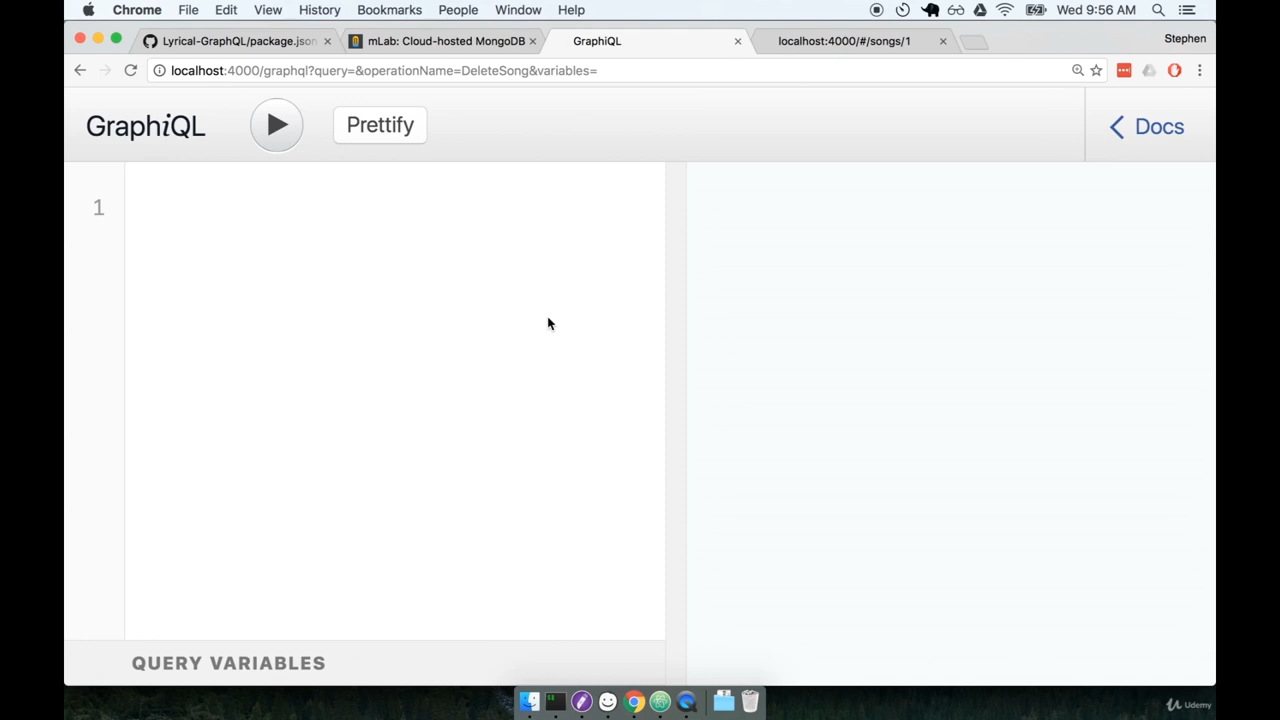 Chrome File Edit View History Bookmarks People Window Help Wed 9:56 AM
Lyrical-GraphQL/package.json mLab: Cloud-hosted MongoDB GraphiQL localhost:4000/#/songs/1 Stephen
localhost:4000/graphql?query=&operationName=DeleteSong&variables=
GraphiQL Prettify Docs
1
QUERY VARIABLES
Udemy